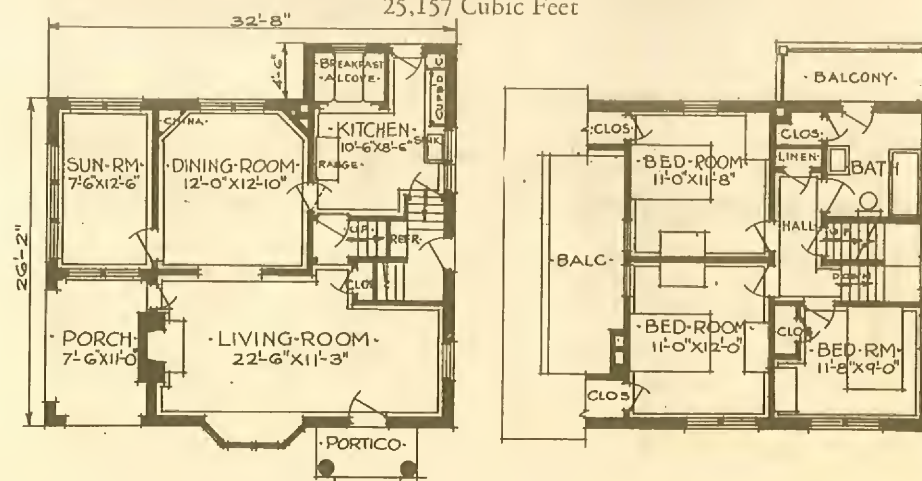 25,157 Cubic Feet
32'-8"
4'-6"
26'-2"
BREAKFAST
ALCOVE
CUPB'D
CHINA
KITCHEN
10'-6"X8'-6"
SINK
RANGE
SUN-RM
7'-6"X12'-6"
DINING-ROOM
12'-0"X12'-10"
UP
REFR.
CLO
PORCH
7'-6"X11'-0"
LIVING-ROOM
22'-6"X11'-3"
PORTICO
BALCONY
CLOS.
CLOS.
BED-ROOM
11'-0"X11'-8"
LINEN
BATH
HALL
BALC
DOWN
BED-ROOM
11'-0"X12'-0"
CLO
BED-RM
11'-8"X9'-0"
CLOS